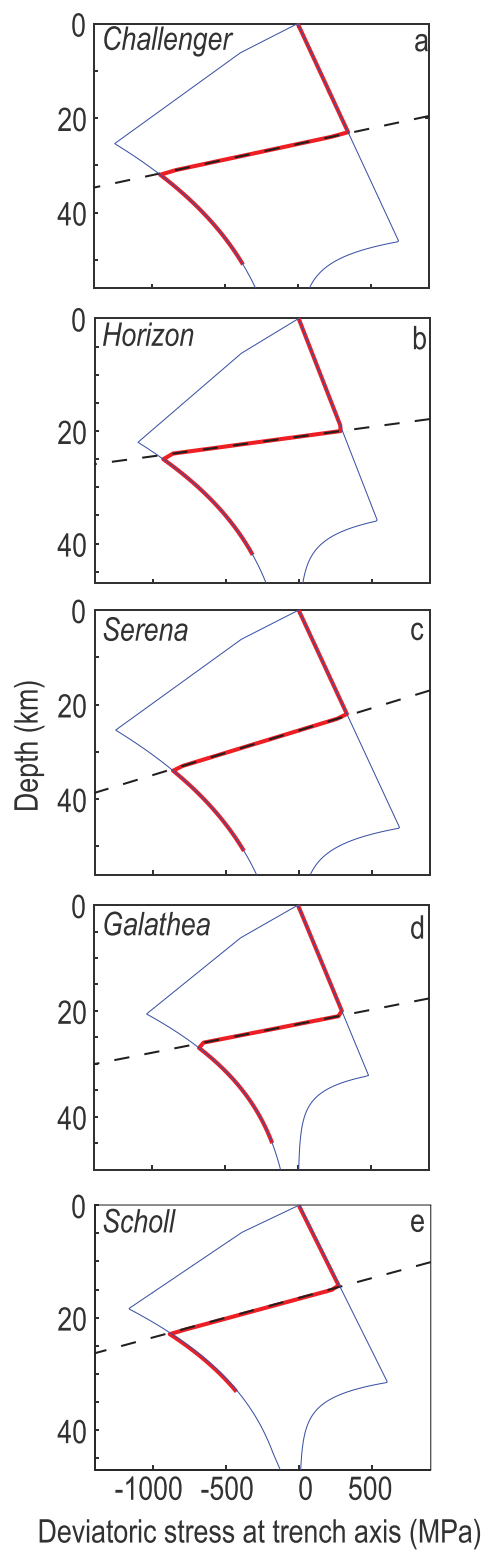 0
Challenger
a
20
40
0
Horizon
b
20
40
0
Serena
c
20
40
Depth (km)
0
Galathea
d
20
40
0
Scholl
e
20
40
-1000 -500 0 500
Deviatoric stress at trench axis (MPa)